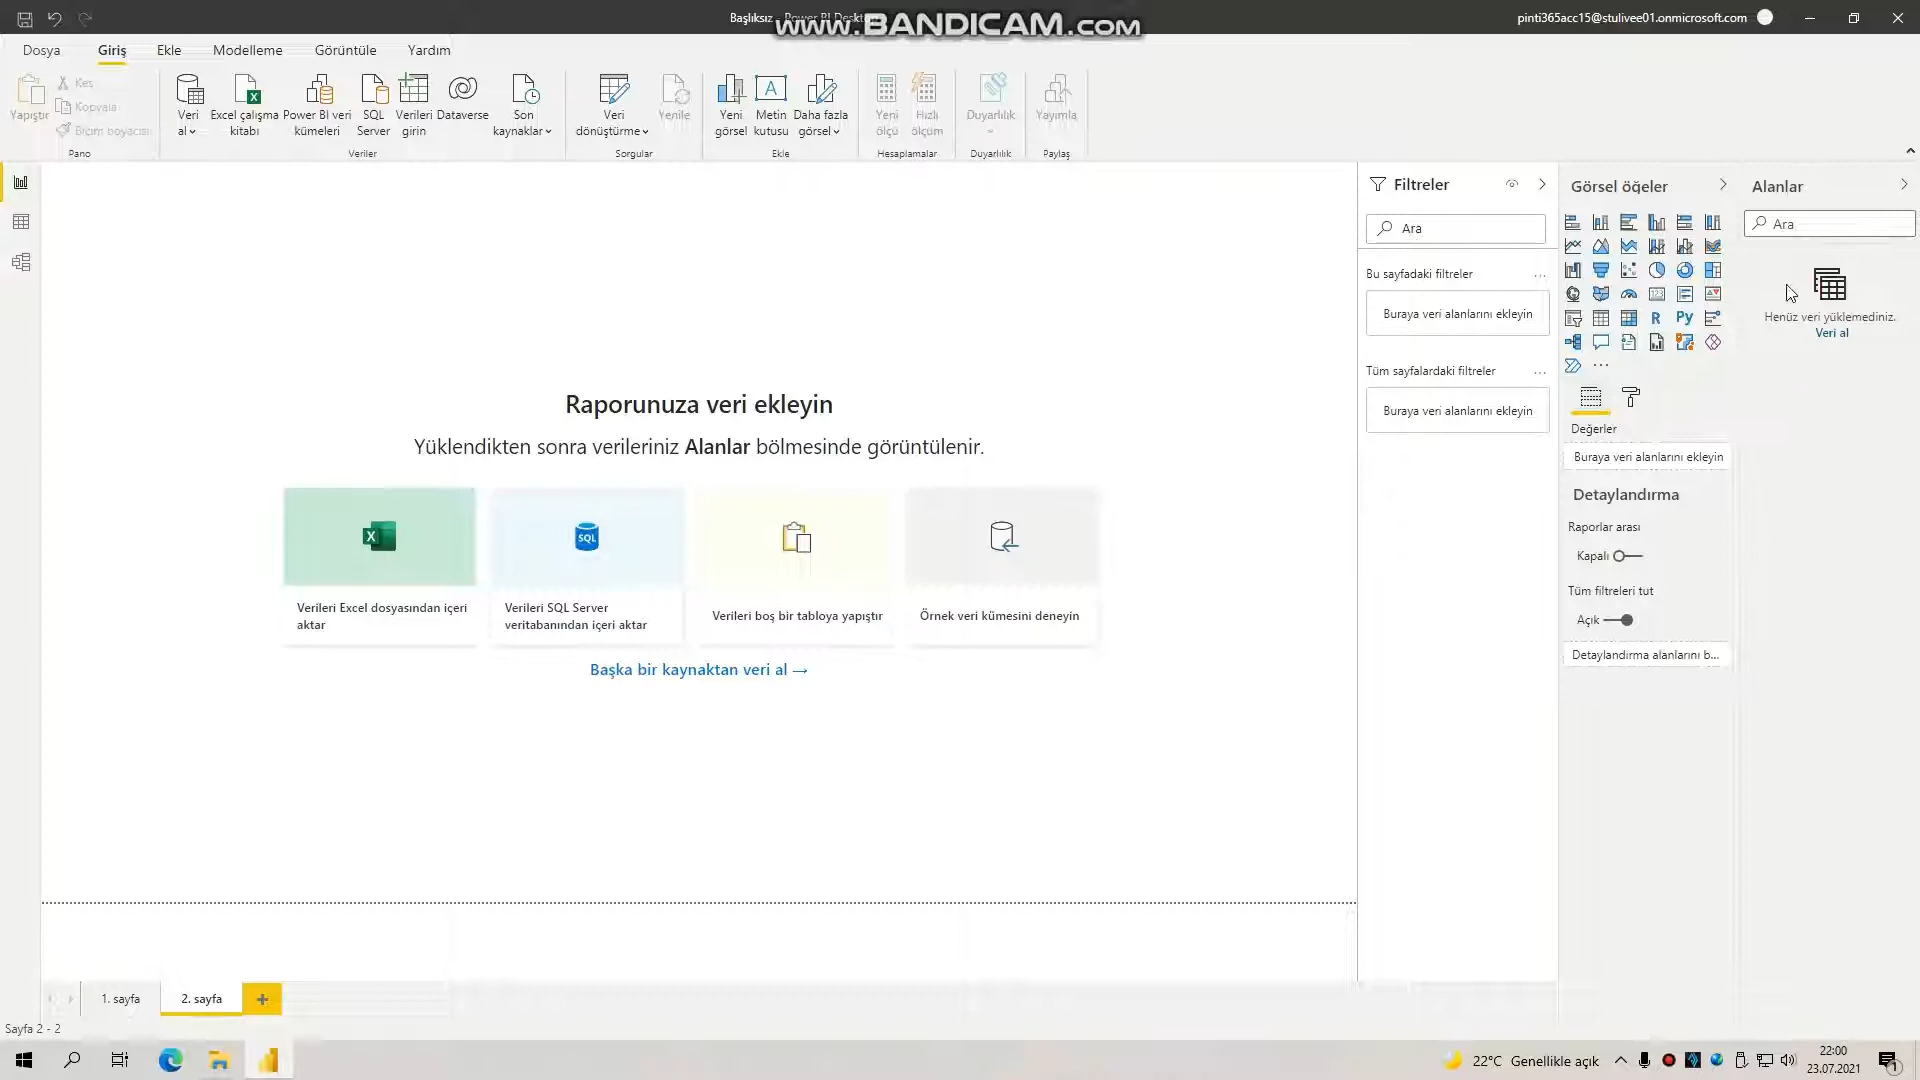 Başlıksız - Power BI Desktop
www.BANDICAM.com
pinti365acc15@stulivee01.onmicrosoft.com
Dosya
Giriş
Ekle
Modelleme
Görüntüle
Yardım
Yapıştır
Kes
Kopyala
Biçim boyacısı
Pano
Veri
al
Excel çalışma
kitabı
Power BI veri
kümeleri
SQL
Server
Verileri
girin
Dataverse
Son
kaynaklar
Veriler
Veri
dönüştürme
Yenile
Sorgular
Yeni
görsel
Metin
kutusu
Daha fazla
görsel
Ekle
Yeni
ölçü
Hızlı
ölçüm
Hesaplamalar
Duyarlılık
Duyarlılık
Yayımla
Paylaş
Raporunuza veri ekleyin
Yüklendikten sonra verileriniz Alanlar bölmesinde görüntülenir.
SQL
Verileri Excel dosyasından içeri
aktar
Verileri SQL Server
veritabanından içeri aktar
Verileri boş bir tabloya yapıştır
Örnek veri kümesini deneyin
Başka bir kaynaktan veri al →
Filtreler
Ara
Bu sayfadaki filtreler
...
Buraya veri alanlarını ekleyin
Tüm sayfalardaki filtreler
...
Buraya veri alanlarını ekleyin
Görsel öğeler
R
Py
...
Değerler
Buraya veri alanlarını ekleyin
Detaylandırma
Raporlar arası
Kapalı
Tüm filtreleri tut
Açık
Detaylandırma alanlarını b...
Alanlar
Ara
Henüz veri yüklemediniz.
Veri al
1. sayfa
2. sayfa
+
Sayfa 2 - 2
22°C Genellikle açık
22:00
23.07.2021
1